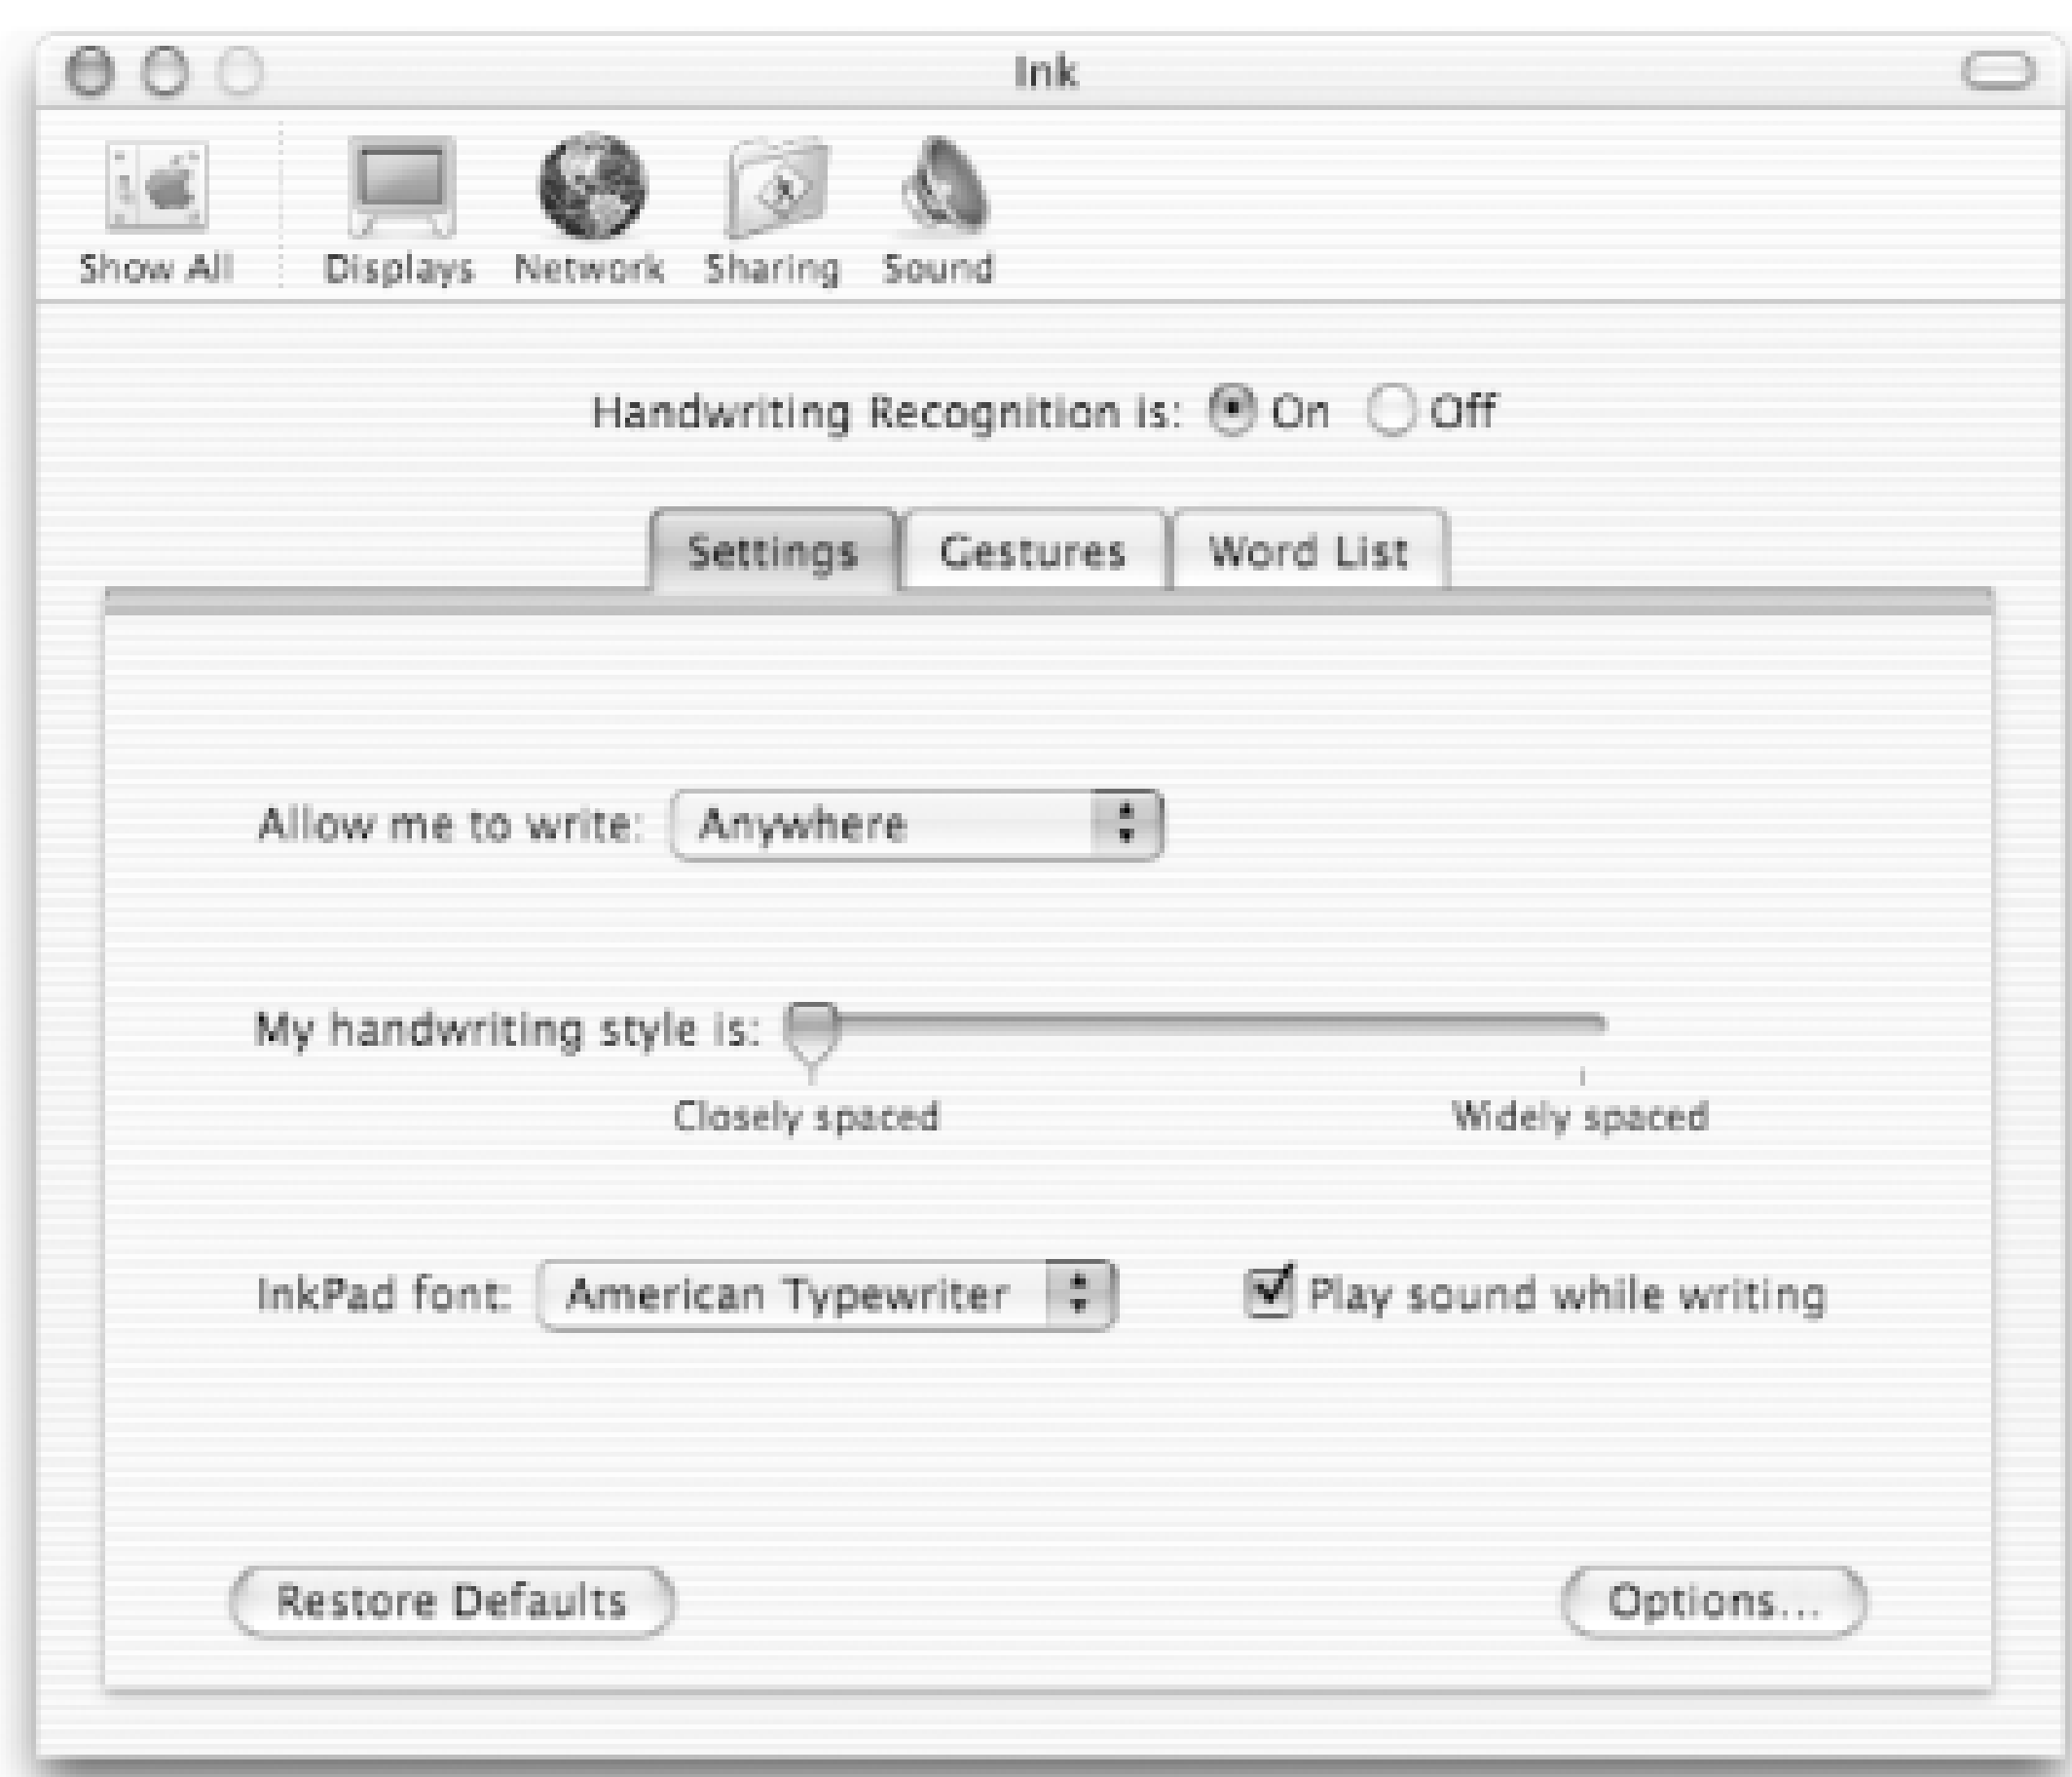 Ink
Show All Displays Network Sharing Sound
Handwriting Recognition is: On Off
Settings Gestures Word List
Allow me to write: Anywhere
My handwriting style is:
Closely spaced Widely spaced
InkPad font: American Typewriter Play sound while writing
Restore Defaults Options...